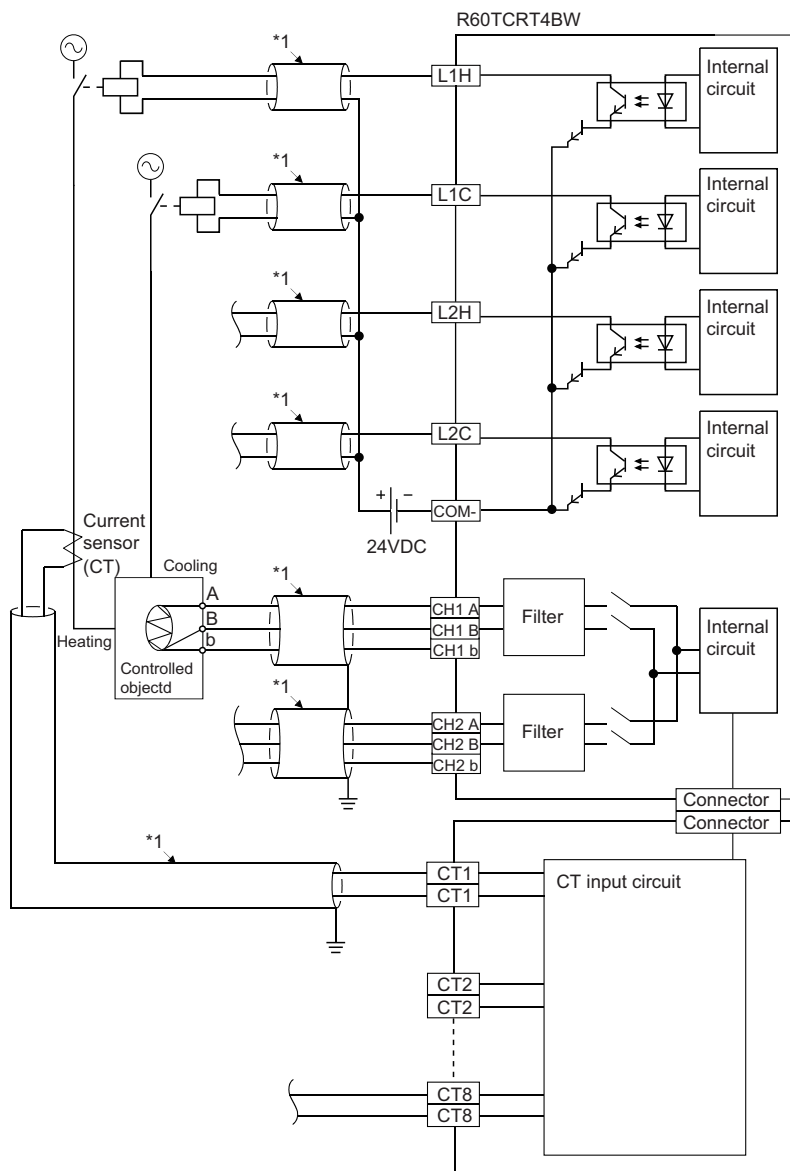 R60TCRT4BW
*1
L1H
Internal
circuit
*1
L1C
Internal
circuit
*1
L2H
Internal
circuit
*1
L2C
Internal
circuit
+
−
COM-
24VDC
Current
sensor
(CT)
Cooling
*1
A
B
b
Heating
Controlled
objectd
CH1 A
CH1 B
CH1 b
Filter
Internal
circuit
*1
CH2 A
CH2 B
CH2 b
Filter
Connector
Connector
*1
CT1
CT1
CT input circuit
CT2
CT2
CT8
CT8